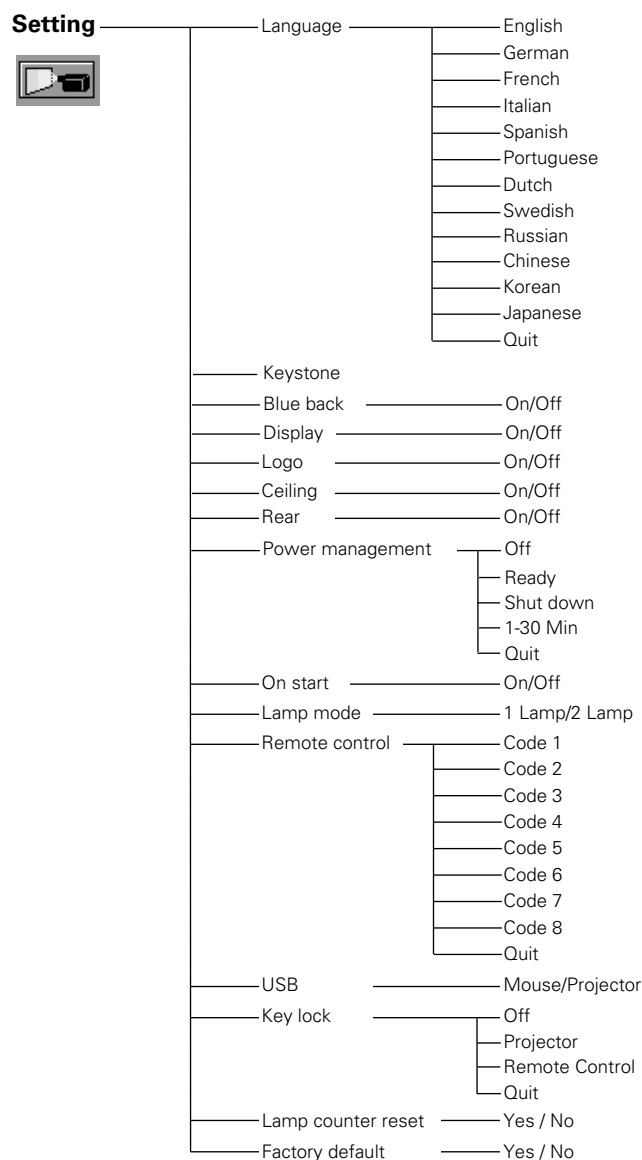 Setting Language English
German
French
Italian
Spanish
Portuguese
Dutch
Swedish
Russian
Chinese
Korean
Japanese
Quit
Keystone
Blue back On/Off
Display On/Off
Logo On/Off
Ceiling On/Off
Rear On/Off
Power management Off
Ready
Shut down
1-30 Min
Quit
On start On/Off
Lamp mode 1 Lamp/2 Lamp
Remote control Code 1
Code 2
Code 3
Code 4
Code 5
Code 6
Code 7
Code 8
Quit
USB Mouse/Projector
Key lock Off
Projector
Remote Control
Quit
Lamp counter reset Yes / No
Factory default Yes / No